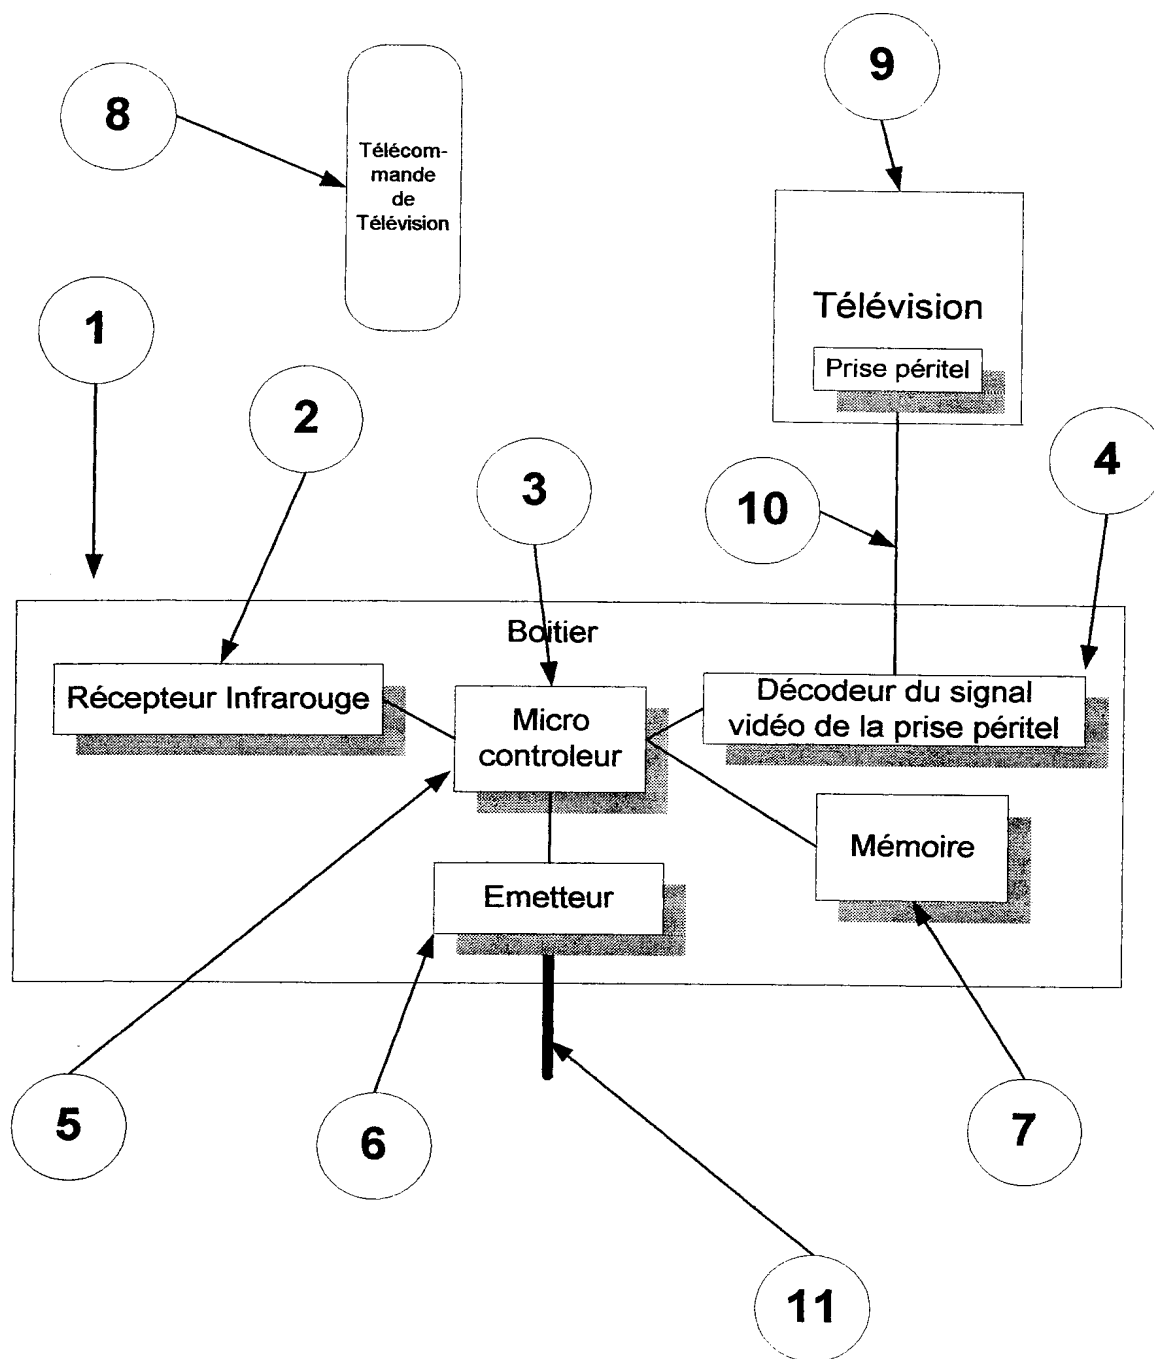 9
8
Télécom-
mande
de
Télévision
1
Télévision
Prise péritel
2
4
3
10
Boitier
Récepteur Infrarouge
Micro
controleur
Décodeur du signal
vidéo de la prise péritel
Mémoire
Emetteur
5
6
7
11